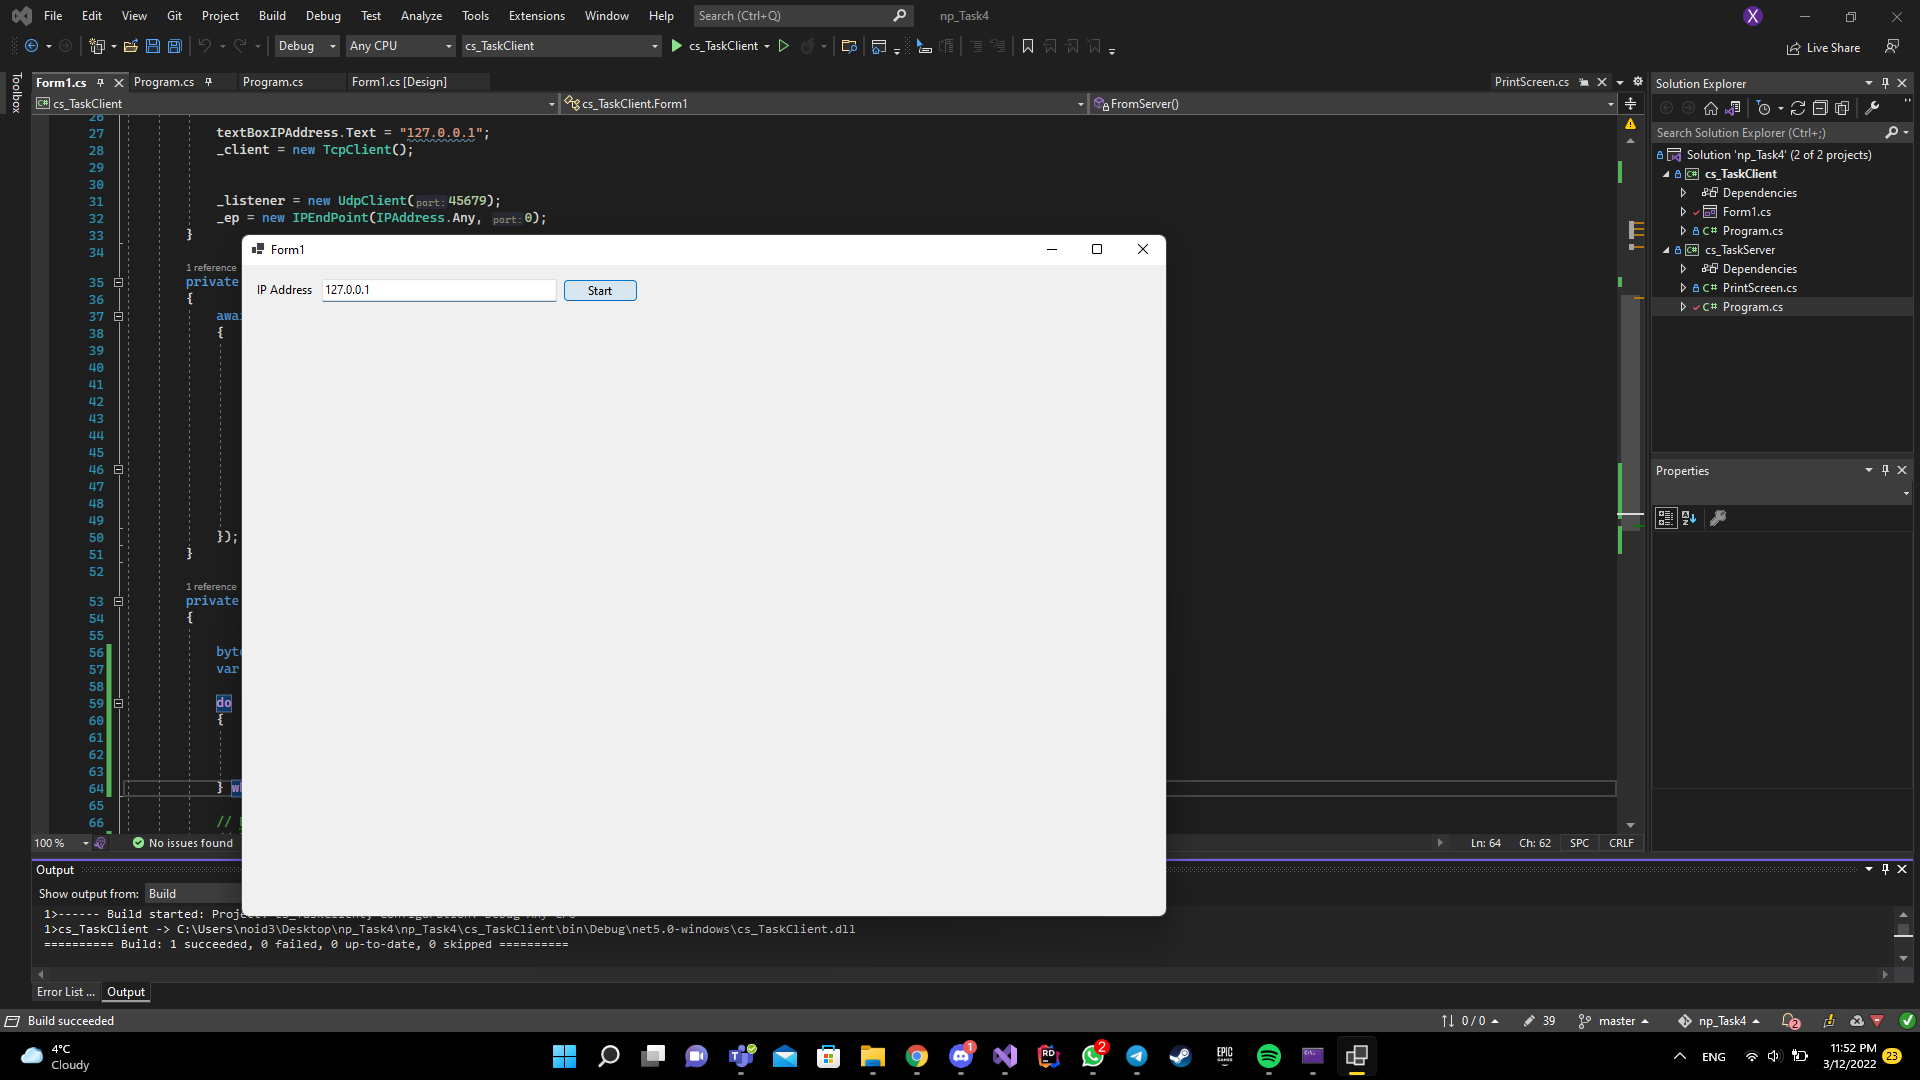 File Edit View Git Project Build Debug Test Analyze Tools Extensions Window Help Search (Ctrl+Q) np_Task4 X
Debug Any CPU cs_TaskClient cs_TaskClient Live Share
Toolbox
Form1.cs Program.cs Program.cs Form1.cs [Design] PrintScreen.cs
cs_TaskClient cs_TaskClient.Form1 FromServer()
26
27 textBoxIPAddress.Text = "127.0.0.1";
28 _client = new TcpClient();
29
30
31 _listener = new UdpClient(port: 45679);
32 _ep = new IPEndPoint(IPAddress.Any, port: 0);
33 }
34
1 reference
35 private
36 {
37
38 {
39
40
41
42
43
44
45
46
47
48
49
50 });
51 }
52
1 reference
53 private
54 {
55
56
57 var
58
59 do
60 {
61
62
63
64 }
65
66 //
Form1
IP Address 127.0.0.1 Start
100 % No issues found Ln: 64 Ch: 62 SPC CRLF
Output
Show output from: Build
1>------ Build started:
1>cs_TaskClient -> C:\Users\noid3\Desktop\np_Task4\np_Task4\cs_TaskClient\bin\Debug\net5.0-windows\cs_TaskClient.dll
========== Build: 1 succeeded, 0 failed, 0 up-to-date, 0 skipped ==========
Error List ... Output
Solution Explorer
Search Solution Explorer (Ctrl+;)
Solution 'np_Task4' (2 of 2 projects)
cs_TaskClient
Dependencies
Form1.cs
C# Program.cs
cs_TaskServer
Dependencies
C# PrintScreen.cs
C# Program.cs
Properties
Build succeeded 0 / 0 39 master np_Task4 2
4°C
Cloudy
1
RD
2
EPIC
GAMES
ENG
11:52 PM
3/12/2022
23